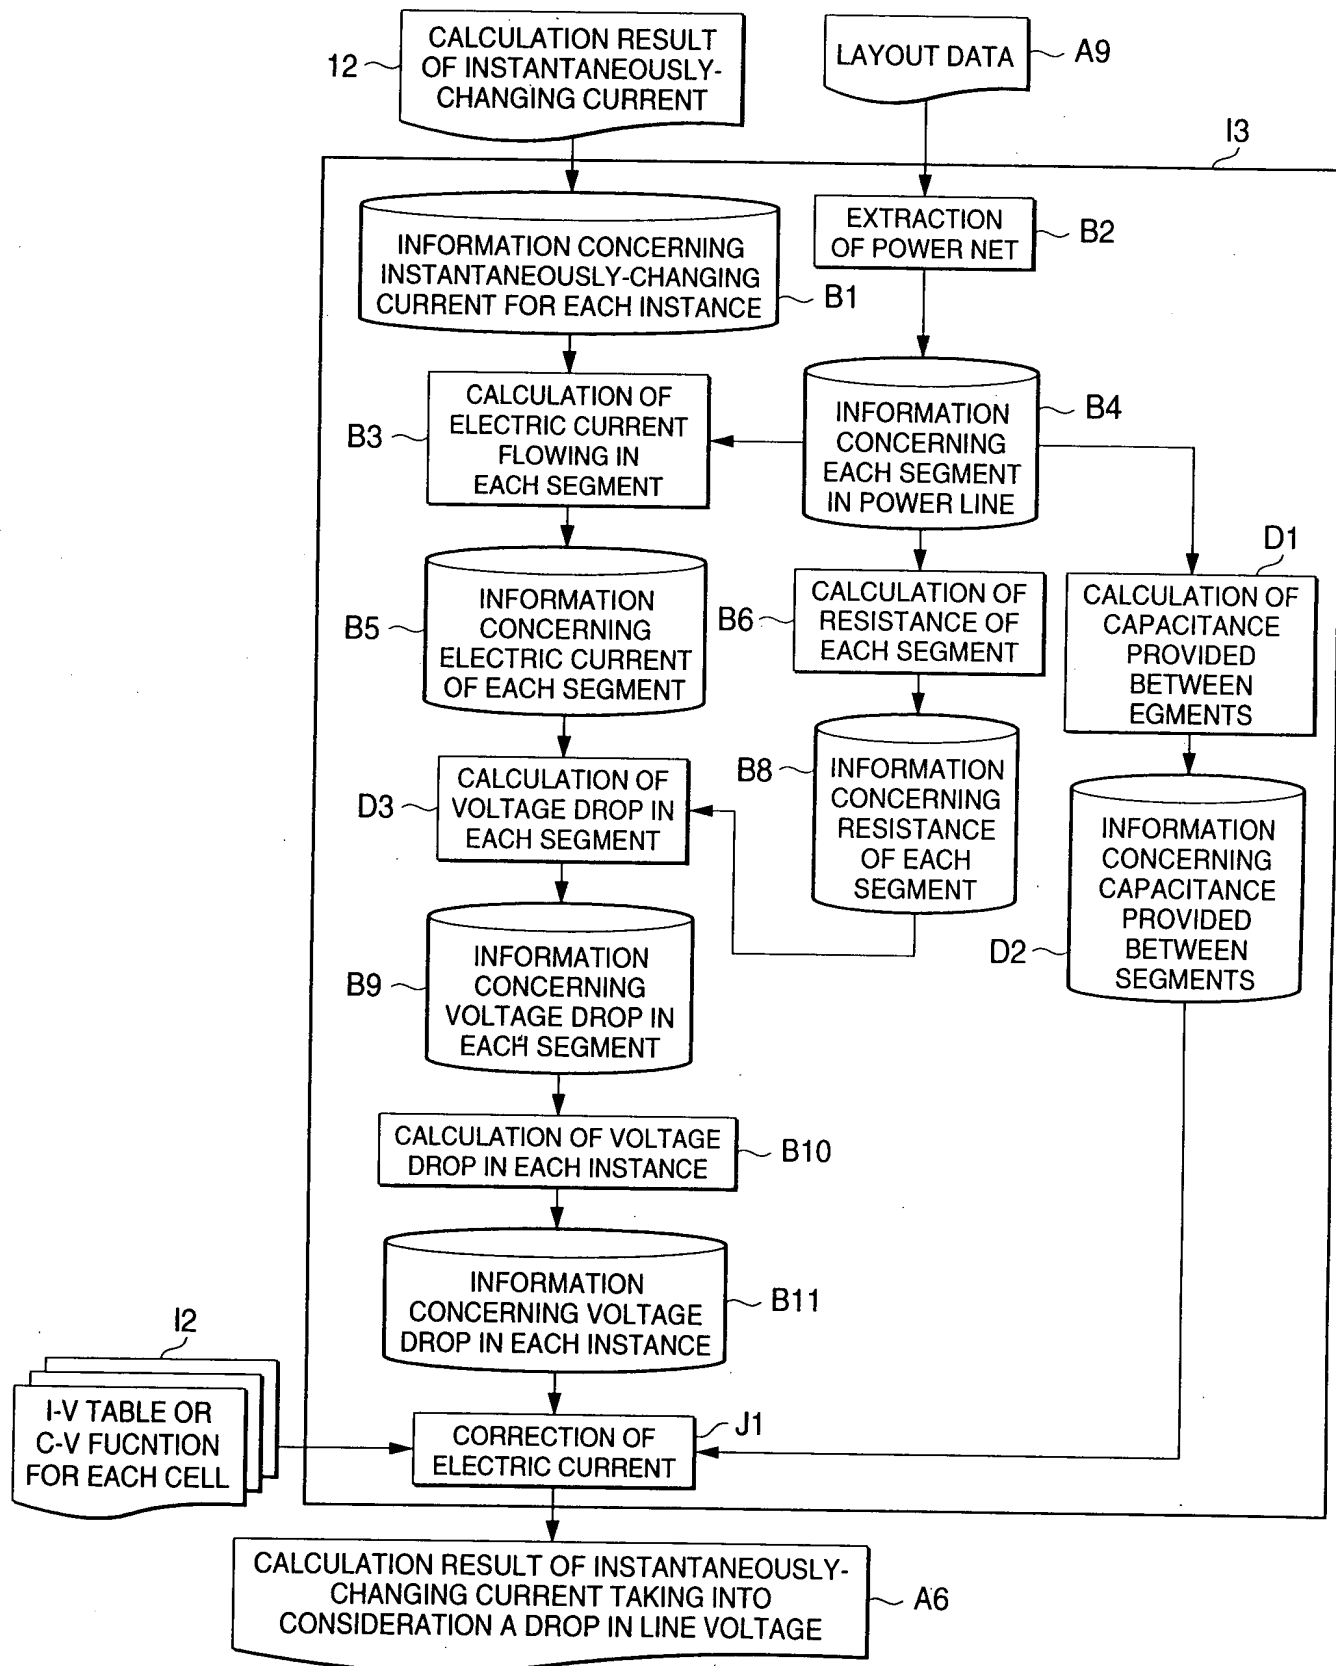 CALCULATION RESULT
OF INSTANTANEOUSLY-
CHANGING CURRENT
12
LAYOUT DATA
A9
I3
INFORMATION CONCERNING
INSTANTANEOUSLY-CHANGING
CURRENT FOR EACH INSTANCE
B1
EXTRACTION
OF POWER NET
B2
CALCULATION OF
ELECTRIC CURRENT
FLOWING IN
EACH SEGMENT
B3
INFORMATION
CONCERNING
EACH SEGMENT
IN POWER LINE
B4
INFORMATION
CONCERNING
ELECTRIC CURRENT
OF EACH SEGMENT
B5
CALCULATION OF
RESISTANCE OF
EACH SEGMENT
B6
D1
CALCULATION OF
CAPACITANCE
PROVIDED
BETWEEN
EGMENTS
CALCULATION OF
VOLTAGE DROP IN
EACH SEGMENT
D3
B8
INFORMATION
CONCERNING
RESISTANCE
OF EACH
SEGMENT
INFORMATION
CONCERNING
CAPACITANCE
PROVIDED
BETWEEN
SEGMENTS
D2
INFORMATION
CONCERNING
VOLTAGE DROP IN
EACH SEGMENT
B9
CALCULATION OF VOLTAGE
DROP IN EACH INSTANCE
B10
INFORMATION
CONCERNING VOLTAGE
DROP IN EACH INSTANCE
B11
I2
I-V TABLE OR
C-V FUCNTION
FOR EACH CELL
CORRECTION OF
ELECTRIC CURRENT
J1
CALCULATION RESULT OF INSTANTANEOUSLY-
CHANGING CURRENT TAKING INTO
CONSIDERATION A DROP IN LINE VOLTAGE
A6